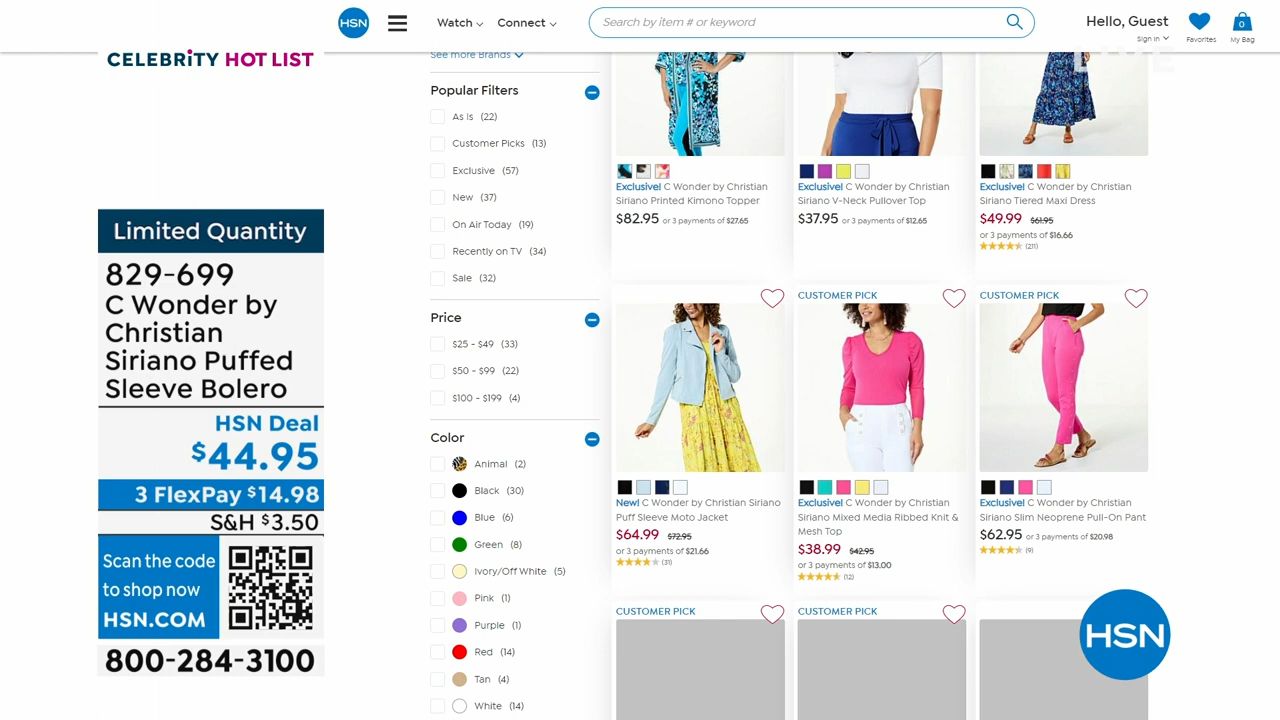 HSN
Watch
Connect
Search by item # or keyword
Hello, Guest
Sign In
Favorites
0
My Bag
LIVE
CELEBRITY HOT LIST
Limited Quantity
829-699
C Wonder by
Christian
Siriano Puffed
Sleeve Bolero
HSN Deal
$44.95
3 FlexPay $14.98
S&H $3.50
Scan the code
to shop now
HSN.COM
800-284-3100
See more Brands
Popular Filters
As Is (22)
Customer Picks (13)
Exclusive (57)
New (37)
On Air Today (19)
Recently on TV (34)
Sale (32)
Price
$25 - $49 (33)
$50 - $99 (22)
$100 - $199 (4)
Color
Animal (2)
Black (30)
Blue (6)
Green (8)
Ivory/Off White (5)
Pink (1)
Purple (1)
Red (14)
Tan (4)
White (14)
Exclusive! C Wonder by Christian
Siriano Printed Kimono Topper
$82.95 or 3 payments of $27.65
Exclusive! C Wonder by Christian
Siriano V-Neck Pullover Top
$37.95 or 3 payments of $12.65
Exclusive! C Wonder by Christian
Siriano Tiered Maxi Dress
$49.99 $61.95
or 3 payments of $16.66
(211)
New! C Wonder by Christian Siriano
Puff Sleeve Moto Jacket
$64.99 $72.95
or 3 payments of $21.66
(31)
CUSTOMER PICK
Exclusive! C Wonder by Christian
Siriano Mixed Media Ribbed Knit &
Mesh Top
$38.99 $42.95
or 3 payments of $13.00
(12)
CUSTOMER PICK
Exclusive! C Wonder by Christian
Siriano Slim Neoprene Pull-On Pant
$62.95 or 3 payments of $20.98
(9)
CUSTOMER PICK
CUSTOMER PICK
HSN